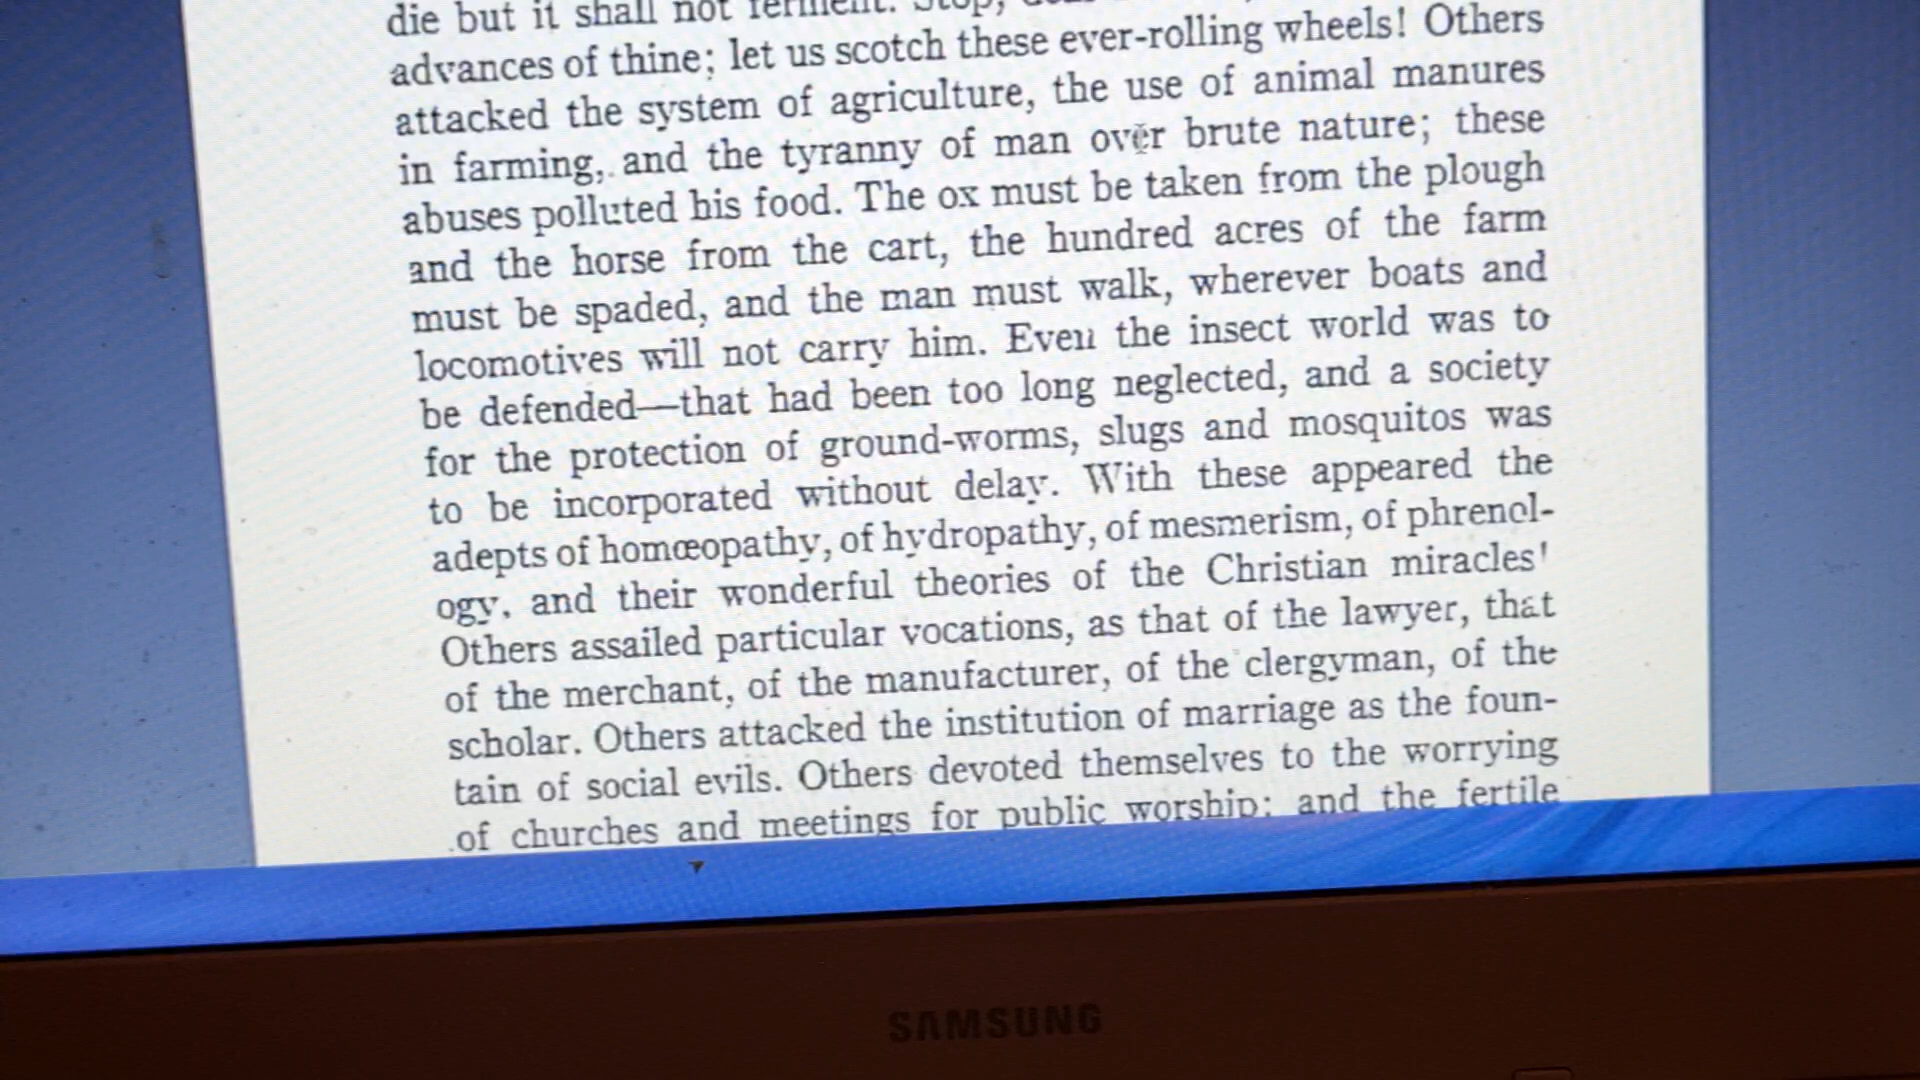 die but it shall not ferment. Stop,
advances of thine; let us scotch these ever-rolling wheels! Others
attacked the system of agriculture, the use of animal manures
in farming, and the tyranny of man over brute nature; these
abuses polluted his food. The ox must be taken from the plough
and the horse from the cart, the hundred acres of the farm
must be spaded, and the man must walk, wherever boats and
locomotives will not carry him. Even the insect world was to
be defended—that had been too long neglected, and a society
for the protection of ground-worms, slugs and mosquitos was
to be incorporated without delay. With these appeared the
adepts of homœopathy, of hydropathy, of mesmerism, of phrenol-
ogy, and their wonderful theories of the Christian miracles!
Others assailed particular vocations, as that of the lawyer, that
of the merchant, of the manufacturer, of the clergyman, of the
scholar. Others attacked the institution of marriage as the foun-
tain of social evils. Others devoted themselves to the worrying
of churches and meetings for public worship; and the fertile
SAMSUNG